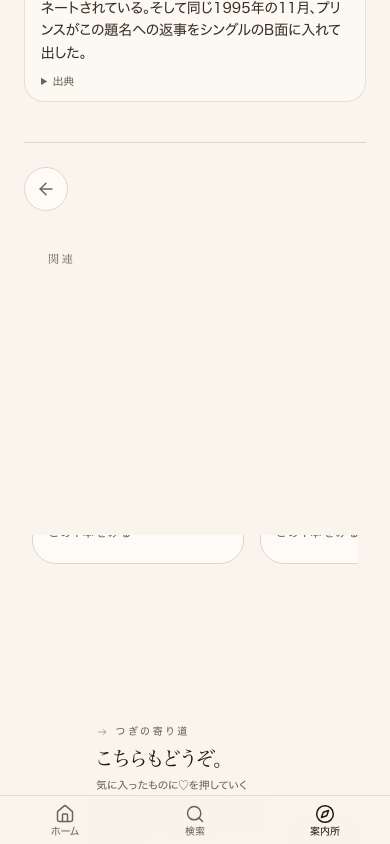 ネートされている。そして同じ1995年の11月、プリ
ンスがこの題名への返事をシングルのB面に入れて
出した。
▶ 出典
関連
→ つぎの寄り道
こちらもどうぞ。
気に入ったものに♡を押していく
ホーム
検索
案内所